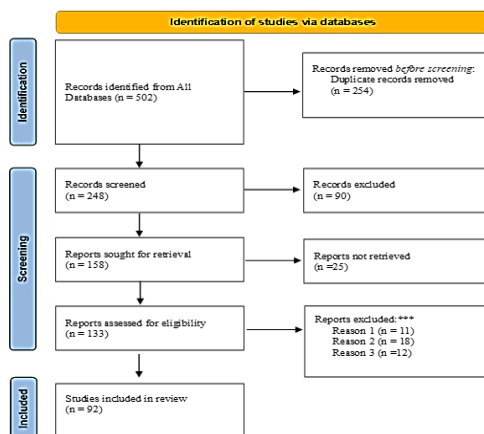 Identification of studies via databases
Identification
Records identified from All
Databases (n = 502)
Records removed before screening:
Duplicate records removed
(n = 254)
Screening
Records screened
(n = 248)
Records excluded
(n = 90)
Reports sought for retrieval
(n = 158)
Reports not retrieved
(n =25)
Reports assessed for eligibility
(n = 133)
Reports excluded: ***
Reason 1 (n = 11)
Reason 2 (n = 18)
Reason 3 (n =12)
Included
Studies included in review
(n = 92)